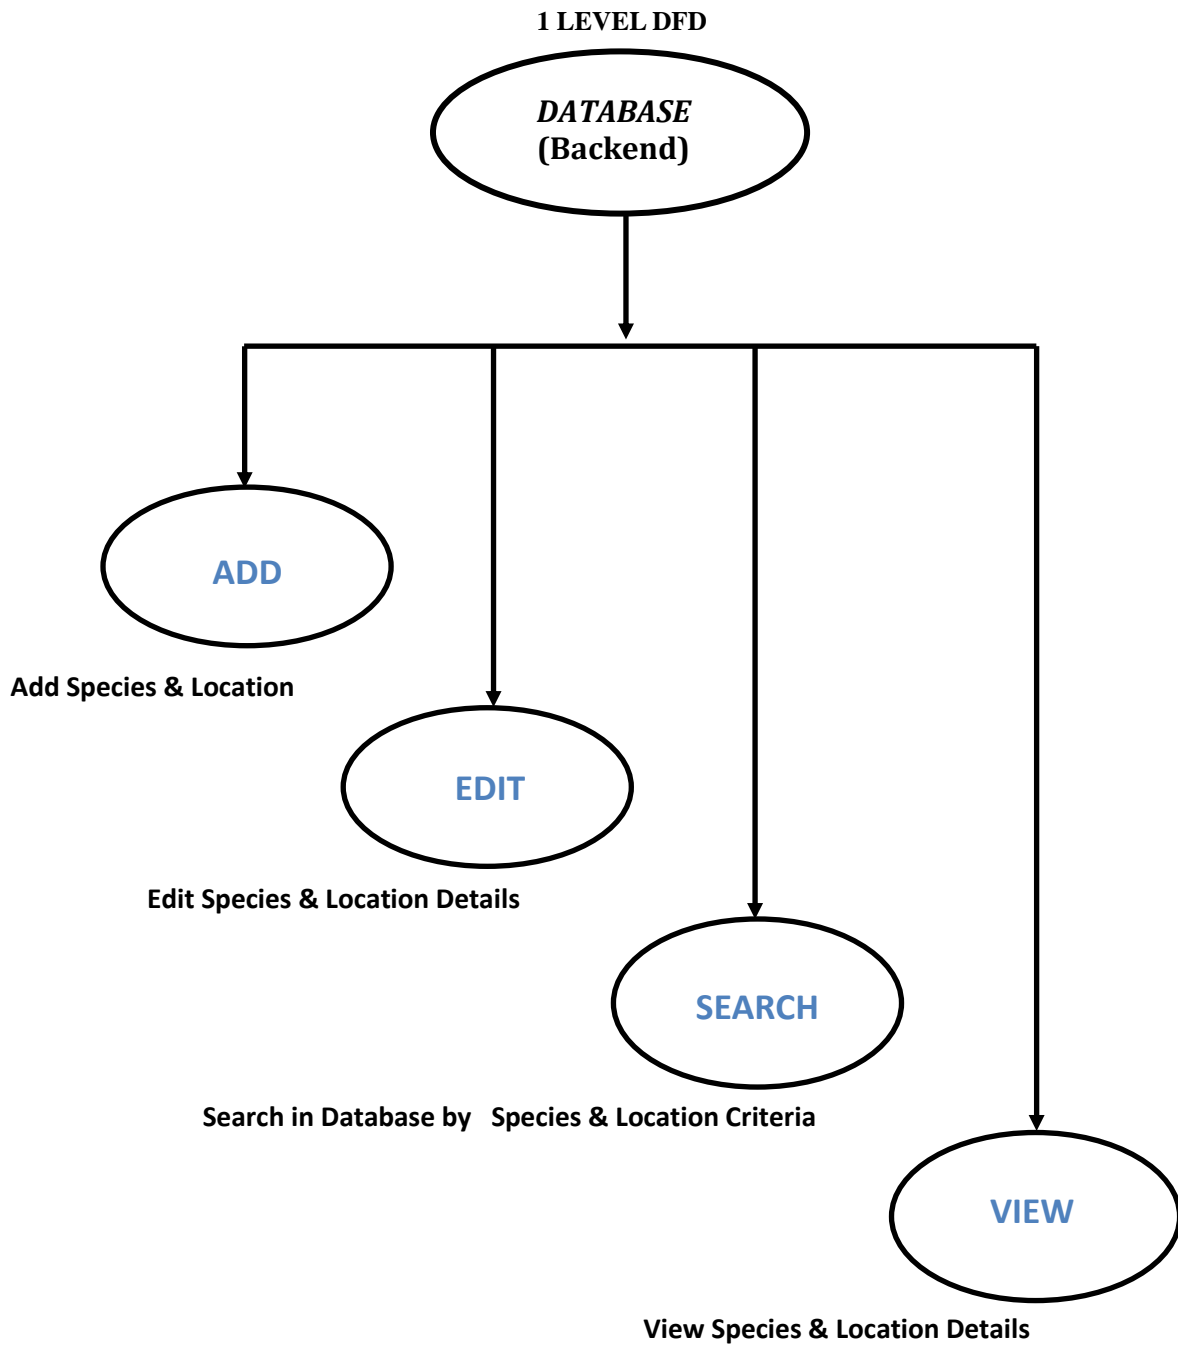 1 LEVEL DFD
DATABASE
(Backend)
ADD
Add Species & Location
EDIT
Edit Species & Location Details
SEARCH
Search in Database by   Species & Location Criteria
VIEW
View Species & Location Details